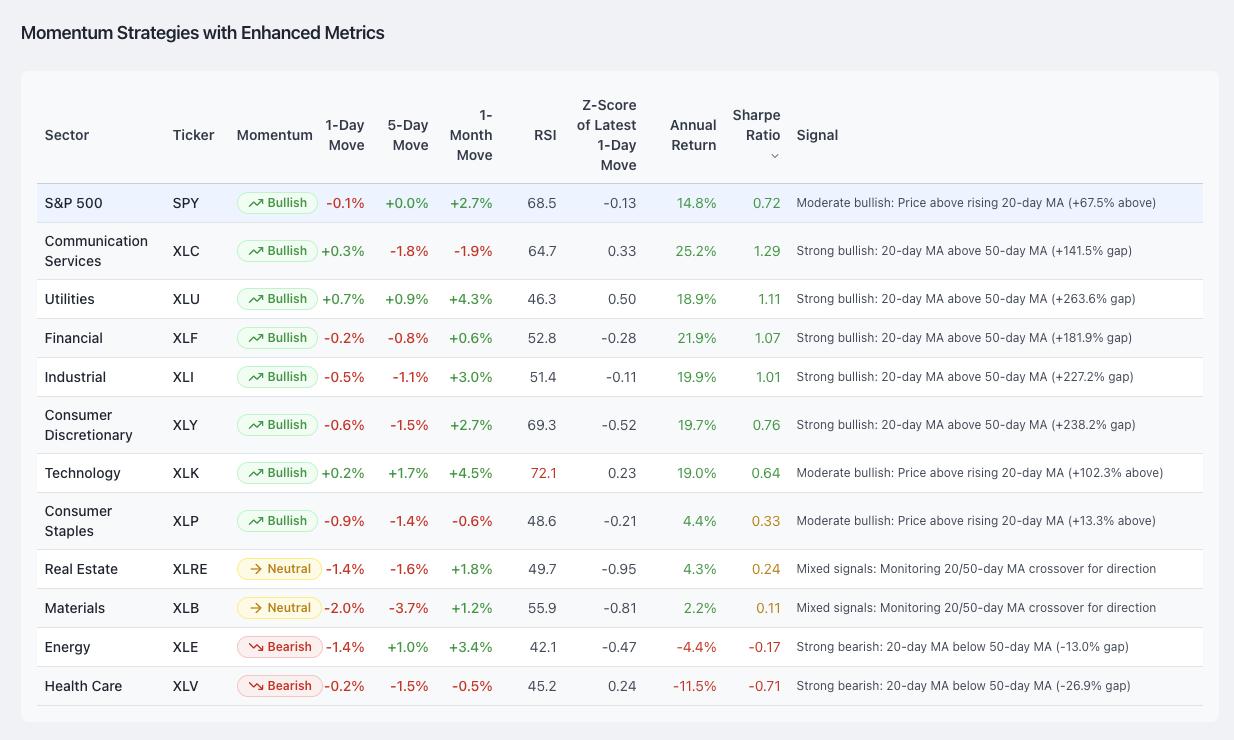 Momentum Strategies with Enhanced Metrics
Sector Ticker Momentum 1-Day Move 5-Day Move 1-Month Move RSI Z-Score of Latest 1-Day Move Annual Return Sharpe Ratio Signal
S&P 500 SPY Bullish -0.1% +0.0% +2.7% 68.5 -0.13 14.8% 0.72 Moderate bullish: Price above rising 20-day MA (+67.5% above)
Communication Services XLC Bullish +0.3% -1.8% -1.9% 64.7 0.33 25.2% 1.29 Strong bullish: 20-day MA above 50-day MA (+141.5% gap)
Utilities XLU Bullish +0.7% +0.9% +4.3% 46.3 0.50 18.9% 1.11 Strong bullish: 20-day MA above 50-day MA (+263.6% gap)
Financial XLF Bullish -0.2% -0.8% +0.6% 52.8 -0.28 21.9% 1.07 Strong bullish: 20-day MA above 50-day MA (+181.9% gap)
Industrial XLI Bullish -0.5% -1.1% +3.0% 51.4 -0.11 19.9% 1.01 Strong bullish: 20-day MA above 50-day MA (+227.2% gap)
Consumer Discretionary XLY Bullish -0.6% -1.5% +2.7% 69.3 -0.52 19.7% 0.76 Strong bullish: 20-day MA above 50-day MA (+238.2% gap)
Technology XLK Bullish +0.2% +1.7% +4.5% 72.1 0.23 19.0% 0.64 Moderate bullish: Price above rising 20-day MA (+102.3% above)
Consumer Staples XLP Bullish -0.9% -1.4% -0.6% 48.6 -0.21 4.4% 0.33 Moderate bullish: Price above rising 20-day MA (+13.3% above)
Real Estate XLRE Neutral -1.4% -1.6% +1.8% 49.7 -0.95 4.3% 0.24 Mixed signals: Monitoring 20/50-day MA crossover for direction
Materials XLB Neutral -2.0% -3.7% +1.2% 55.9 -0.81 2.2% 0.11 Mixed signals: Monitoring 20/50-day MA crossover for direction
Energy XLE Bearish -1.4% +1.0% +3.4% 42.1 -0.47 -4.4% -0.17 Strong bearish: 20-day MA below 50-day MA (-13.0% gap)
Health Care XLV Bearish -0.2% -1.5% -0.5% 45.2 0.24 -11.5% -0.71 Strong bearish: 20-day MA below 50-day MA (-26.9% gap)